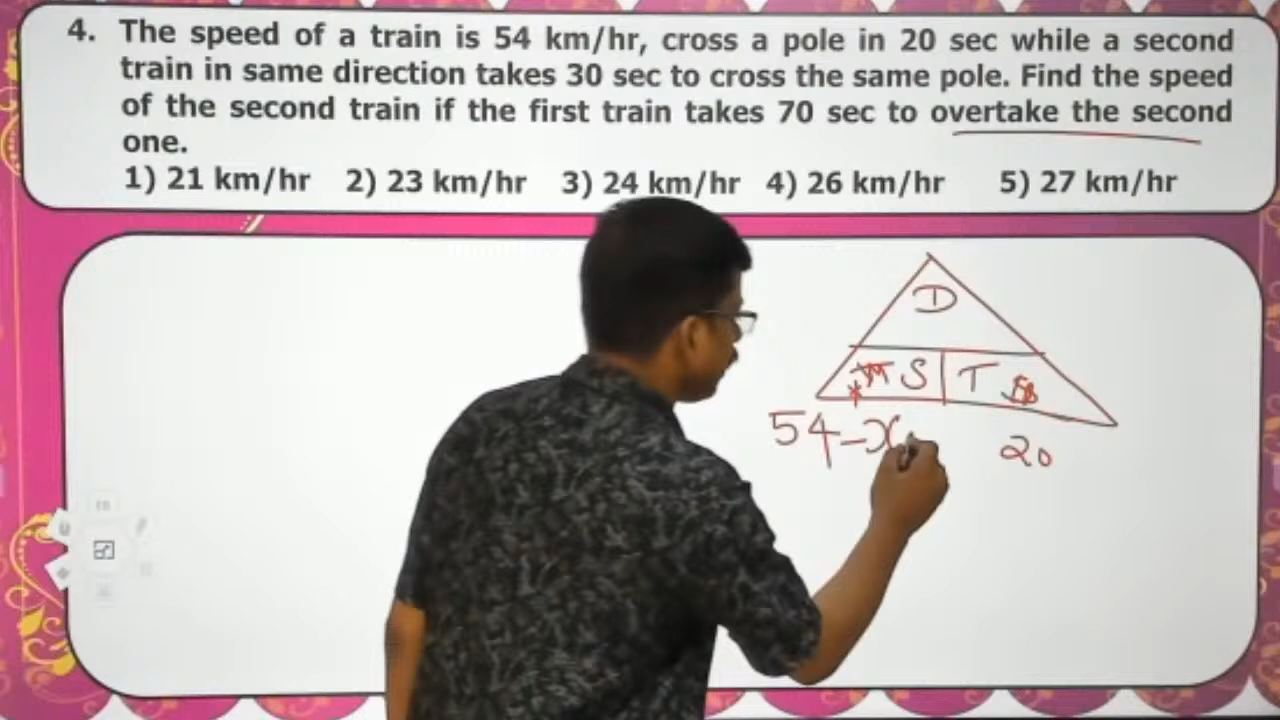 4. The speed of a train is 54 km/hr, cross a pole in 20 sec while a second
train in same direction takes 30 sec to cross the same pole. Find the speed
of the second train if the first train takes 70 sec to overtake the second
one.
1) 21 km/hr 2) 23 km/hr 3) 24 km/hr 4) 26 km/hr 5) 27 km/hr
D
S T
54-x 20